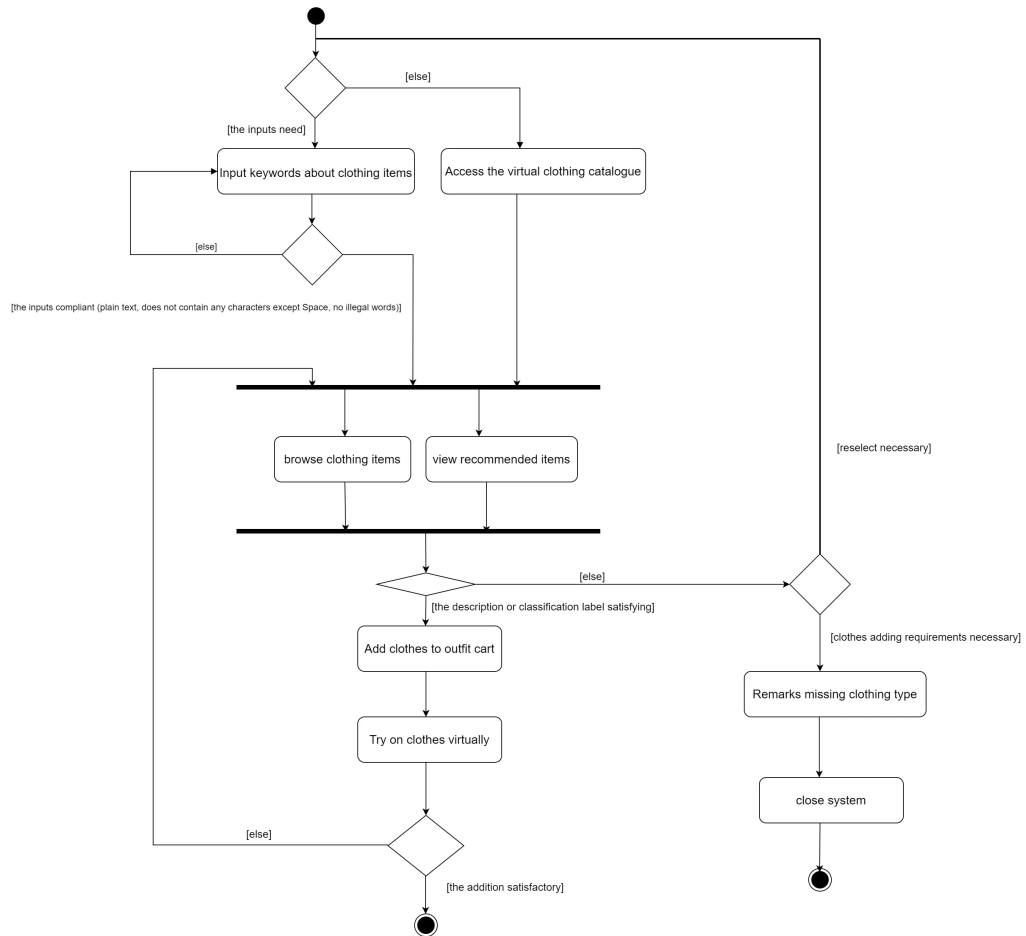 [else]
[the inputs need]
Input keywords about clothing items
Access the virtual clothing catalogue
[else]
[the inputs compliant (plain text, does not contain any characters except Space, no illegal words)]
[reselect necessary]
browse clothing items
view recommended items
[else]
[the description or classification label satisfying]
[clothes adding requirements necessary]
Add clothes to outfit cart
Remarks missing clothing type
Try on clothes virtually
close system
[else]
[the addition satisfactory]